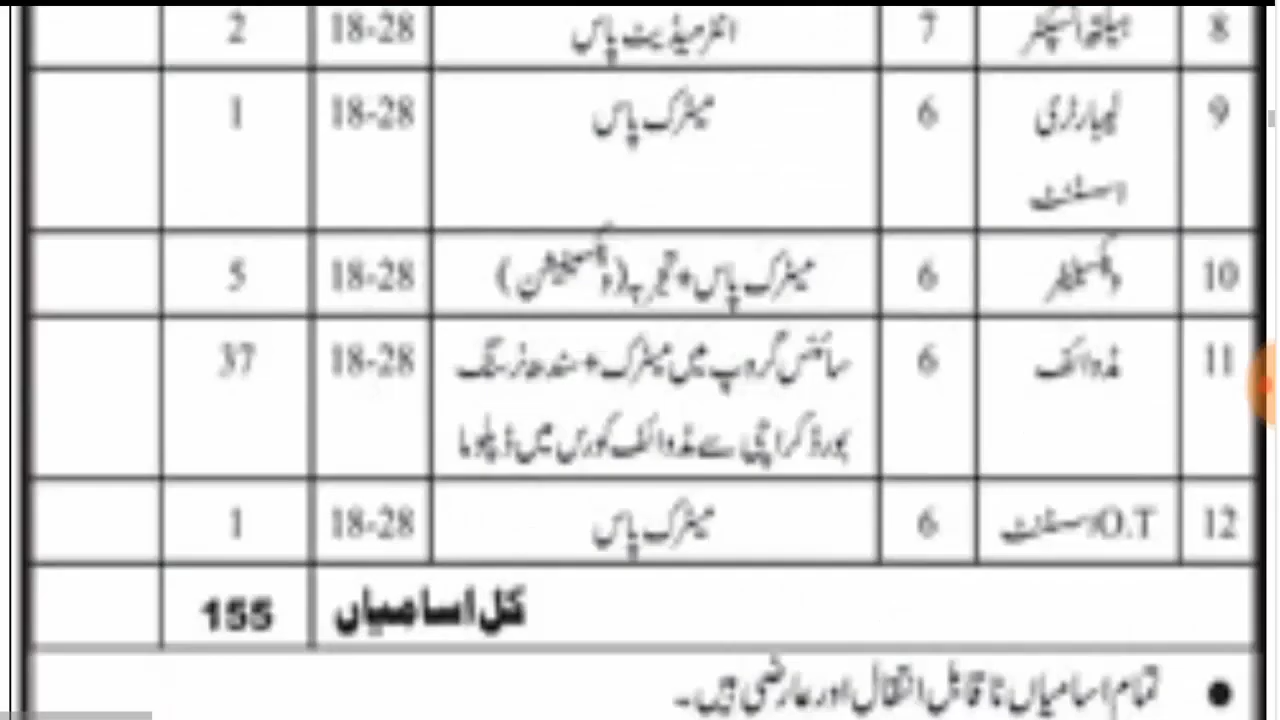 8 ہیلتھ انسپکٹر 7 انٹرمیڈیٹ پاس 18-28 2
9 لیبارٹری 6 میٹرک پاس 18-28 1
اسسٹنٹ
10 ویکسینیٹر 6 میٹرک پاس + تجربہ (ویکسینیشن) 18-28 5
11 مڈوائف 6 سائنس گروپ میں میٹرک + سندھ نرسنگ 18-28 37
بورڈ کراچی سے مڈوائف کورس میں ڈپلوما
12 O.T اسسٹنٹ 6 میٹرک پاس 18-28 1
کل اسامیاں 155
● تمام اسامیاں ناقابل انتقال اور عارضی ہیں۔